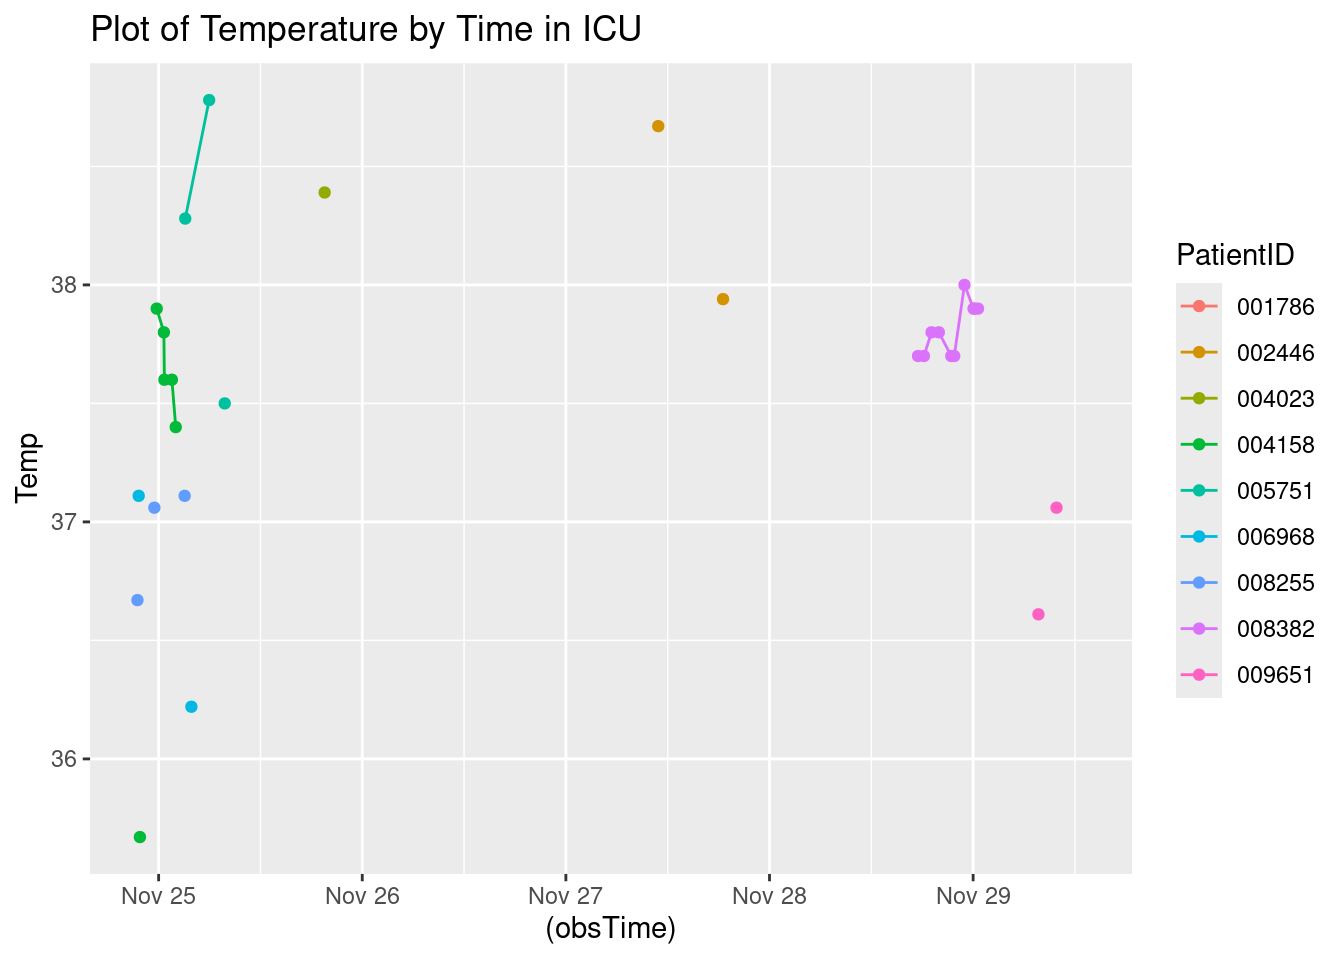 Plot of Temperature by Time in ICU
Temp
38
37
36
Nov 25
Nov 26
Nov 27
Nov 28
Nov 29
(obsTime)
PatientID
001786
002446
004023
004158
005751
006968
008255
008382
009651